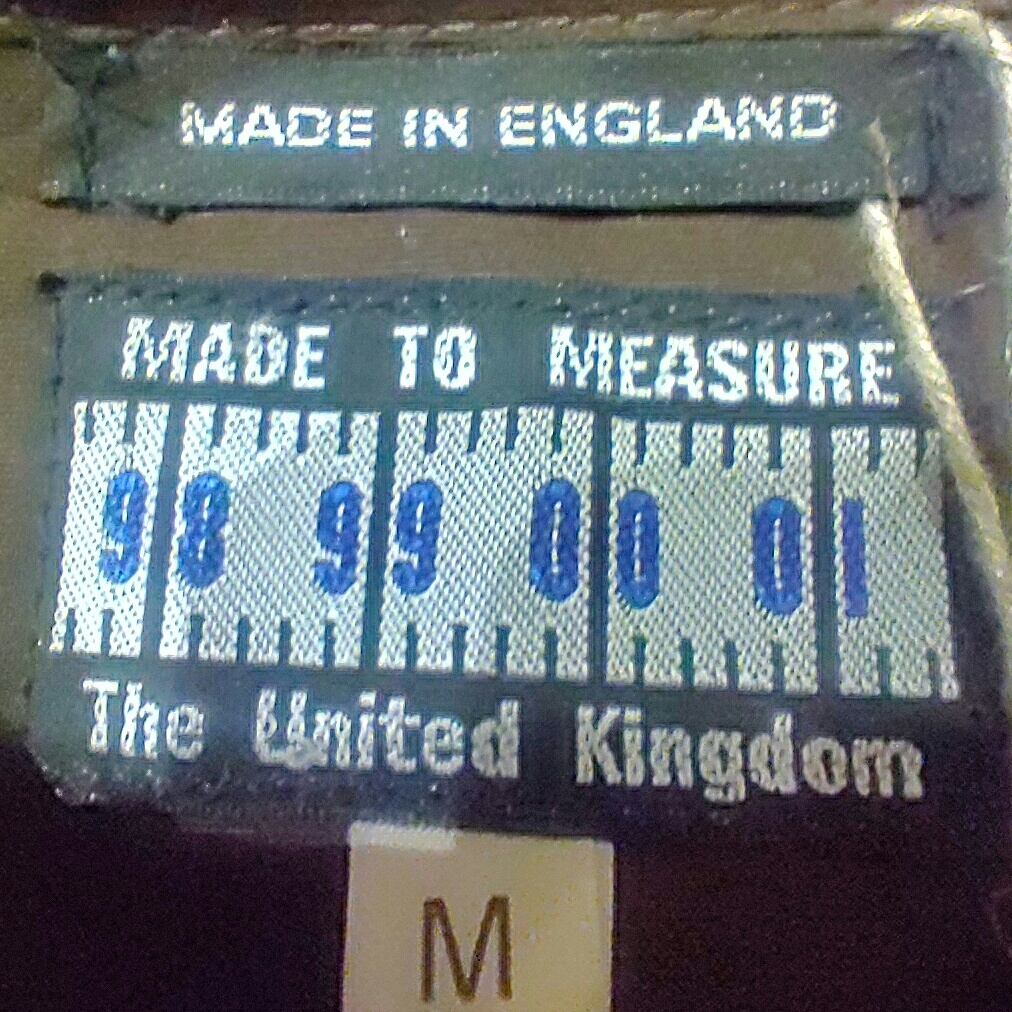 MADE IN ENGLAND
MADE TO MEASURE
98 99 00 01
The United Kingdom
M